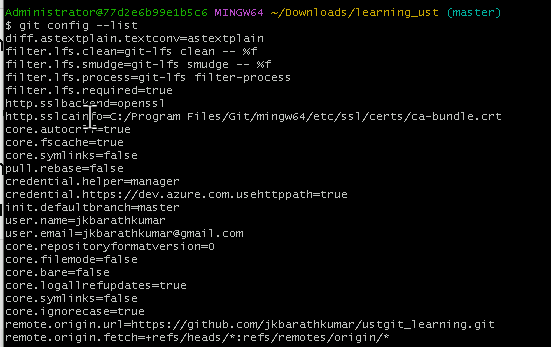 Administrator@77d2e6b99e1b5c6 MINGW64 ~/Downloads/learning_ust (master)
$ git config --list
diff.astextplain.textconv=astextplain
filter.lfs.clean=git-lfs clean -- %f
filter.lfs.smudge=git-lfs smudge -- %f
filter.lfs.process=git-lfs filter-process
filter.lfs.required=true
http.sslbackend=openssl
http.sslcainfo=C:/Program Files/Git/mingw64/etc/ssl/certs/ca-bundle.crt
core.autocrlf=true
core.fscache=true
core.symlinks=false
pull.rebase=false
credential.helper=manager
credential.https://dev.azure.com.usehttppath=true
init.defaultbranch=master
user.name=jkbarathkumar
user.email=jkbarathkumar@gmail.com
core.repositoryformatversion=0
core.filemode=false
core.bare=false
core.logallrefupdates=true
core.symlinks=false
core.ignorecase=true
remote.origin.url=https://github.com/jkbarathkumar/ustgit_learning.git
remote.origin.fetch=+refs/heads/*:refs/remotes/origin/*